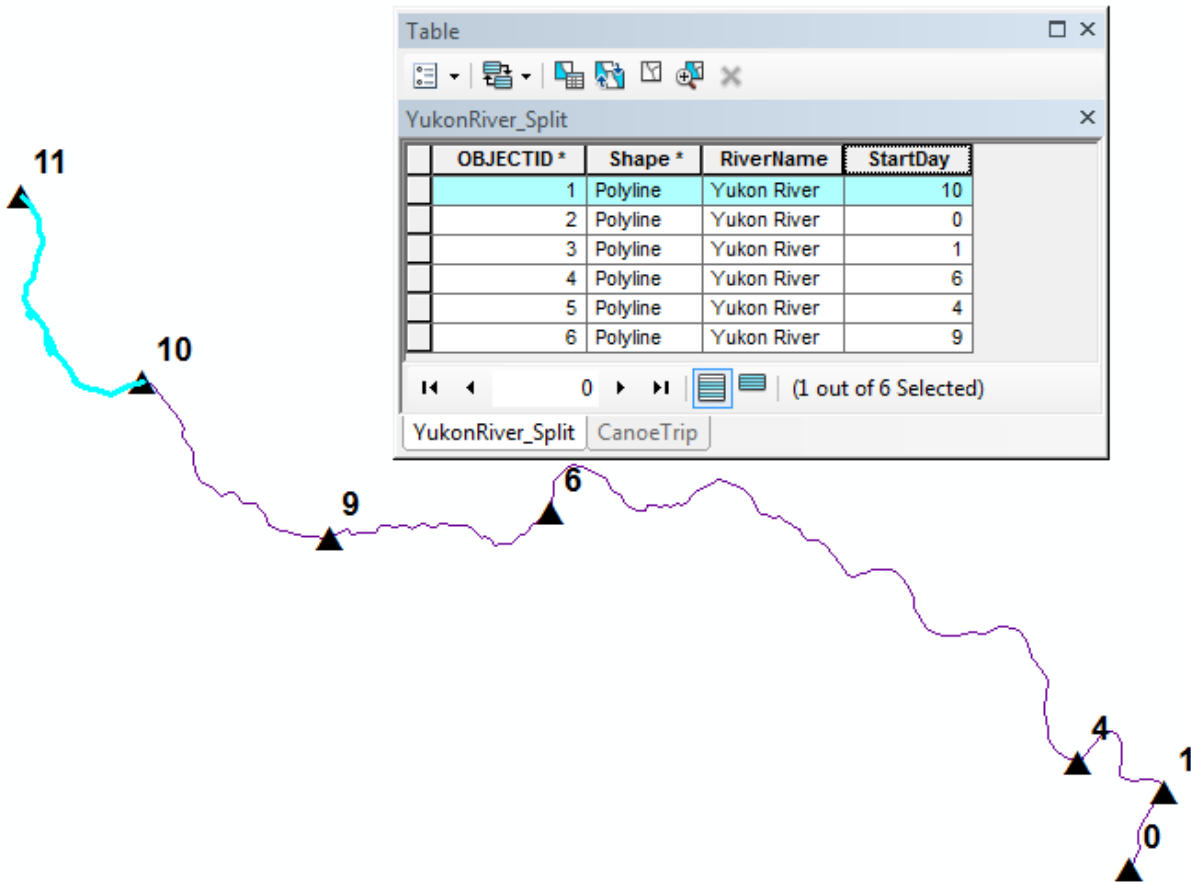 Table
YukonRiver_Split
OBJECTID * Shape * RiverName StartDay
1 Polyline Yukon River 10
2 Polyline Yukon River 0
3 Polyline Yukon River 1
4 Polyline Yukon River 6
5 Polyline Yukon River 4
6 Polyline Yukon River 9
0 (1 out of 6 Selected)
YukonRiver_Split CanoeTrip
11
10
6
9
4
1
0